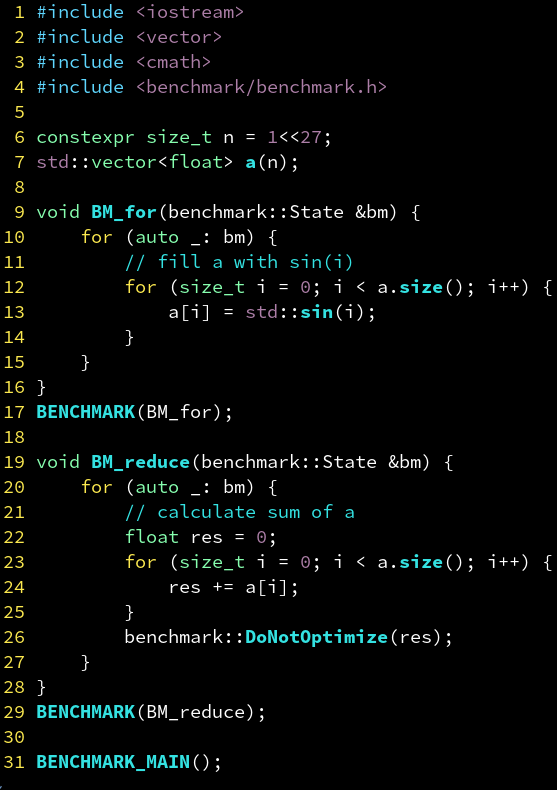 1 #include <iostream>
2 #include <vector>
3 #include <cmath>
4 #include <benchmark/benchmark.h>
5
6 constexpr size_t n = 1<<27;
7 std::vector<float> a(n);
8
9 void BM_for(benchmark::State &bm) {
10     for (auto _: bm) {
11         // fill a with sin(i)
12         for (size_t i = 0; i < a.size(); i++) {
13             a[i] = std::sin(i);
14         }
15     }
16 }
17 BENCHMARK(BM_for);
18
19 void BM_reduce(benchmark::State &bm) {
20     for (auto _: bm) {
21         // calculate sum of a
22         float res = 0;
23         for (size_t i = 0; i < a.size(); i++) {
24             res += a[i];
25         }
26         benchmark::DoNotOptimize(res);
27     }
28 }
29 BENCHMARK(BM_reduce);
30
31 BENCHMARK_MAIN();